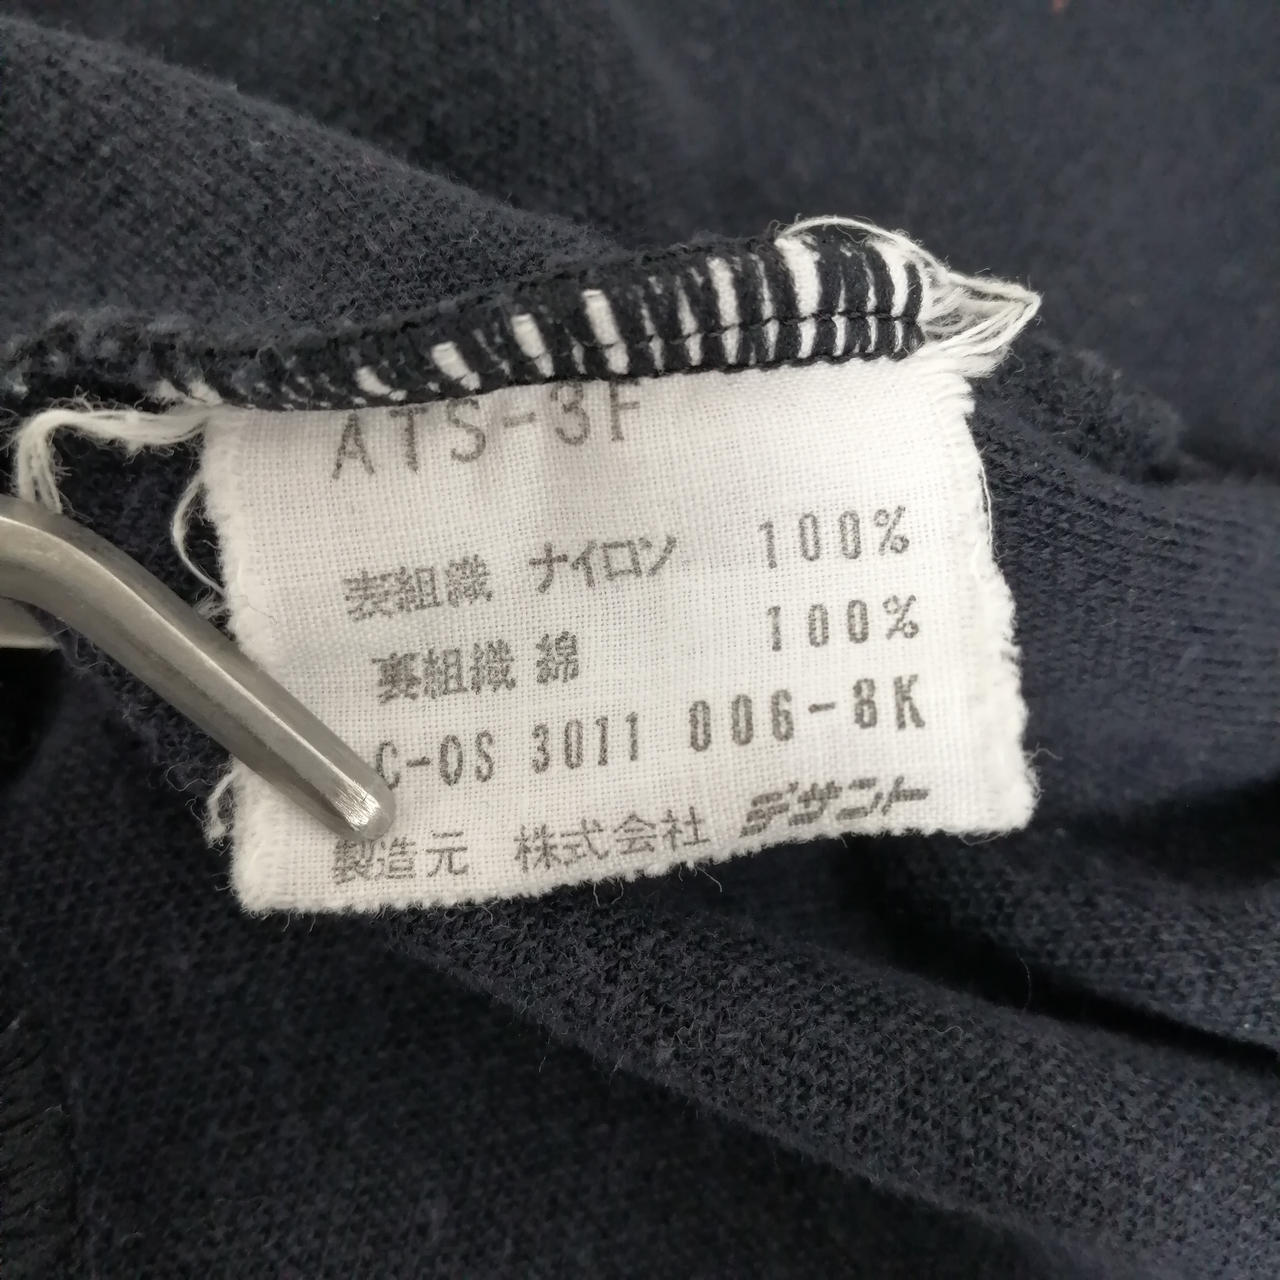 ATS-3F
表組織 ナイロン 100%
裏組織 綿 100%
C-OS 3011 006-8K
製造元 株式会社 デサント